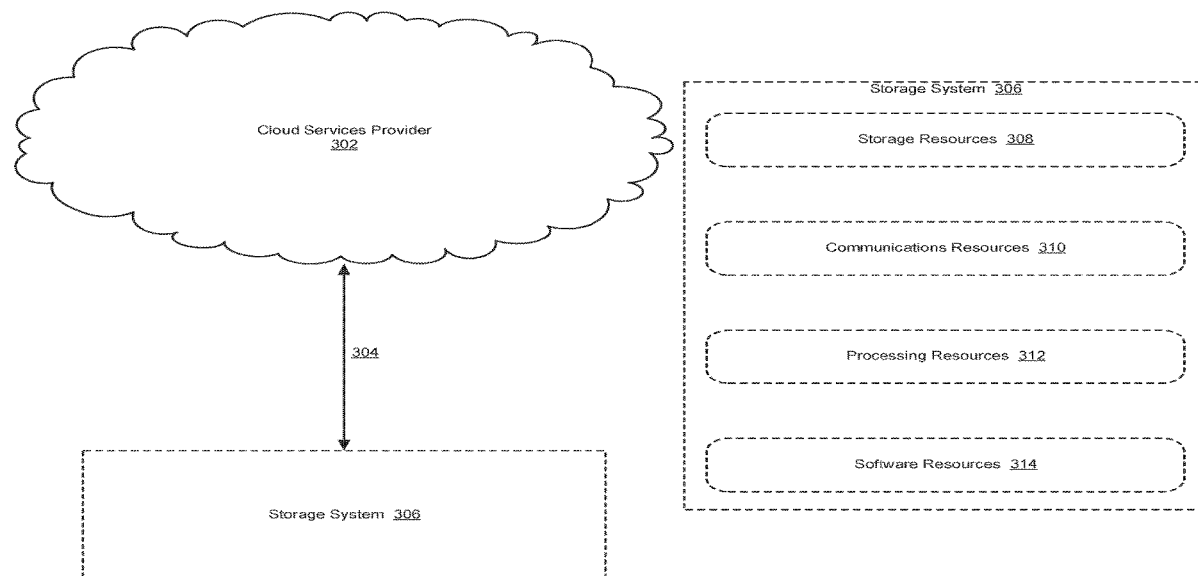 Cloud Services Provider
302
304
Storage System 306
Storage System 306
Storage Resources 308
Communications Resources 310
Processing Resources 312
Software Resources 314